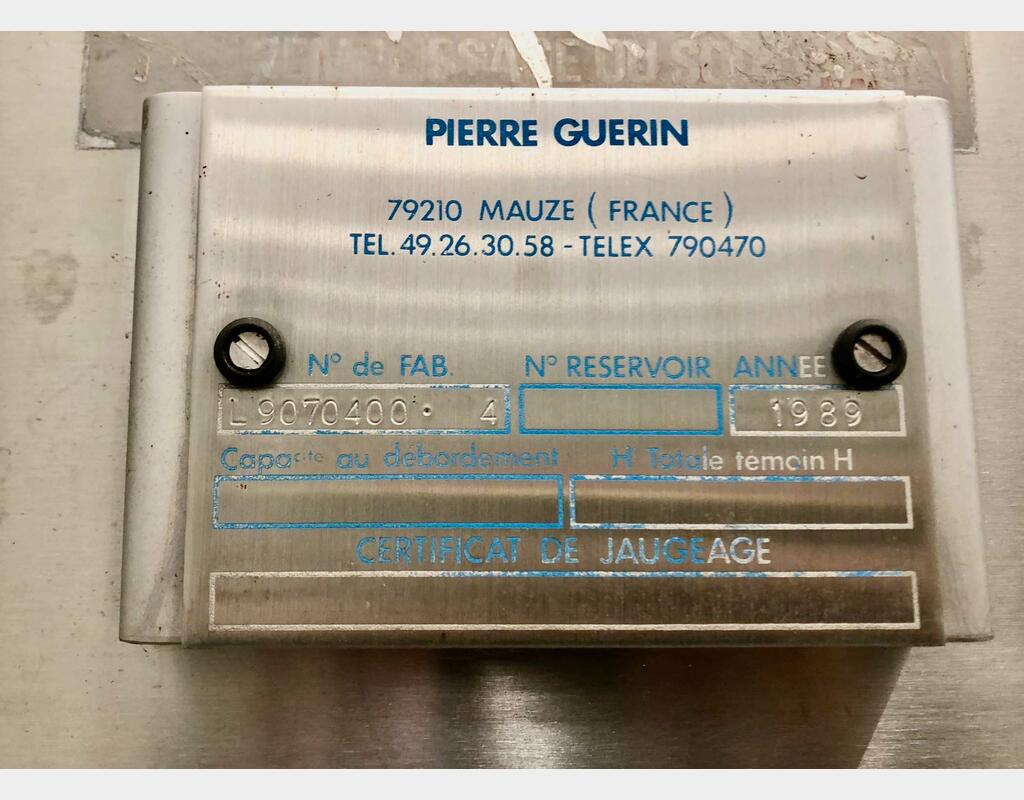 PIERRE GUERIN
79210 MAUZE ( FRANCE )
TEL. 49.26.30.58 - TELEX 790470
N° de FAB. N° RESERVOIR ANNEE
L 9070400 · 4 1989
Capacite au débordement H Totale témoin H
CERTIFICAT DE JAUGEAGE